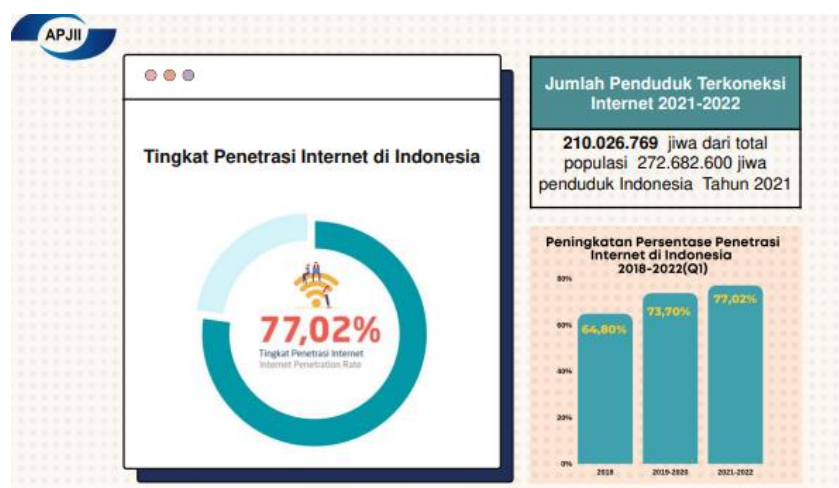 APJII
Tingkat Penetrasi Internet di Indonesia
77,02%
Tingkat Penetrasi Internet
Internet Penetration Rate
Jumlah Penduduk Terkoneksi
Internet 2021-2022
210.026.769 jiwa dari total
populasi 272.682.600 jiwa
penduduk Indonesia Tahun 2021
Peningkatan Persentase Penetrasi
Internet di Indonesia
2018-2022(Q1)
80%
60%
40%
20%
0%
64,80%
73,70%
77,02%
2018
2019-2020
2021-2022